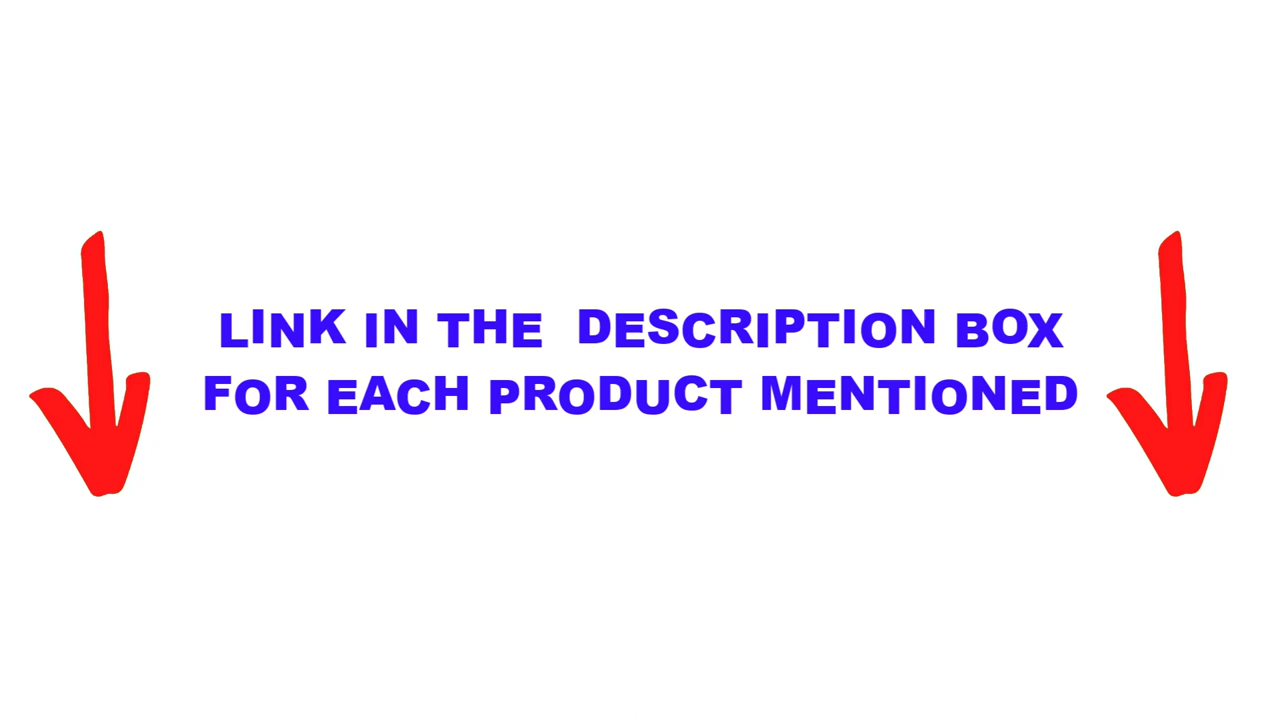 LINK IN THE DESCRIPTION BOX
FOR EACH PRODUCT MENTIONED